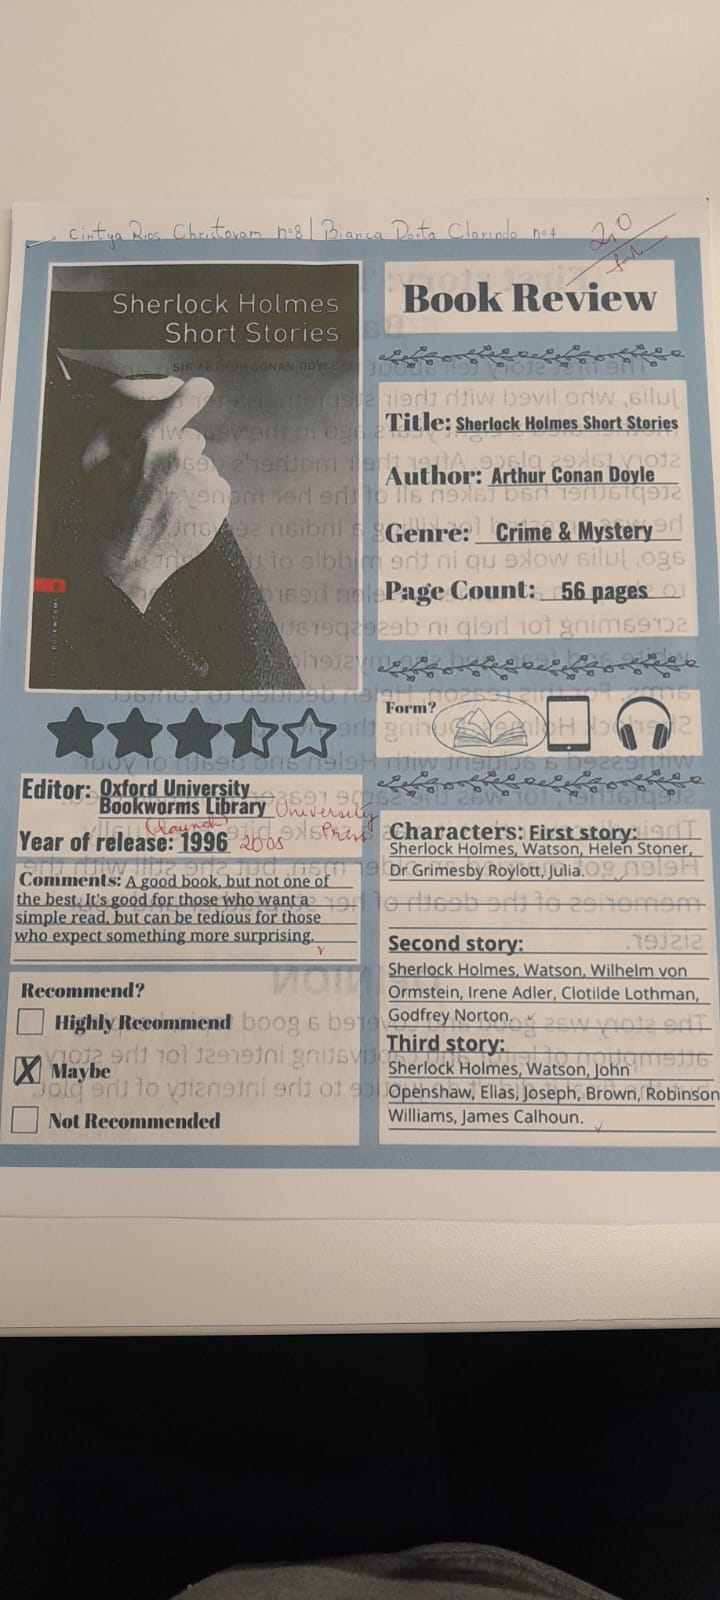 Cintya Rios Christovam nº8 | Bianca Dorta Clarindo nº4
2,0
Sherlock Holmes
Short Stories
SIR ARTHUR CONAN DOYLE
Book Review
Title: Sherlock Holmes Short Stories
Author: Arthur Conan Doyle
Genre: Crime & Mystery
Page Count: 56 pages
Form?
Editor: Oxford University
Bookworms Library University
Press
(launch)
Year of release: 1996 2005
Comments: A good book, but not one of
the best. It's good for those who want a
simple read, but can be tedious for those
who expect something more surprising.
Recommend?
Highly Recommend
X Maybe
Not Recommended
Characters: First story:
Sherlock Holmes, Watson, Helen Stoner,
Dr Grimesby Roylott, Julia.
Second story:
Sherlock Holmes, Watson, Wilhelm von
Ormstein, Irene Adler, Clotilde Lothman,
Godfrey Norton.
Third story:
Sherlock Holmes, Watson, John
Openshaw, Elias, Joseph, Brown, Robinson
Williams, James Calhoun.